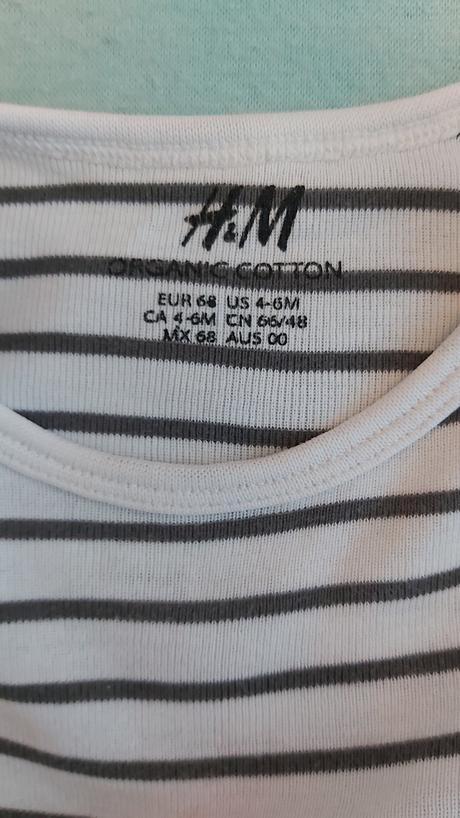 H&M
ORGANIC COTTON
EUR 68 US 4-6M
CA 4-6M CN 66/48
MX 68 AUS 00